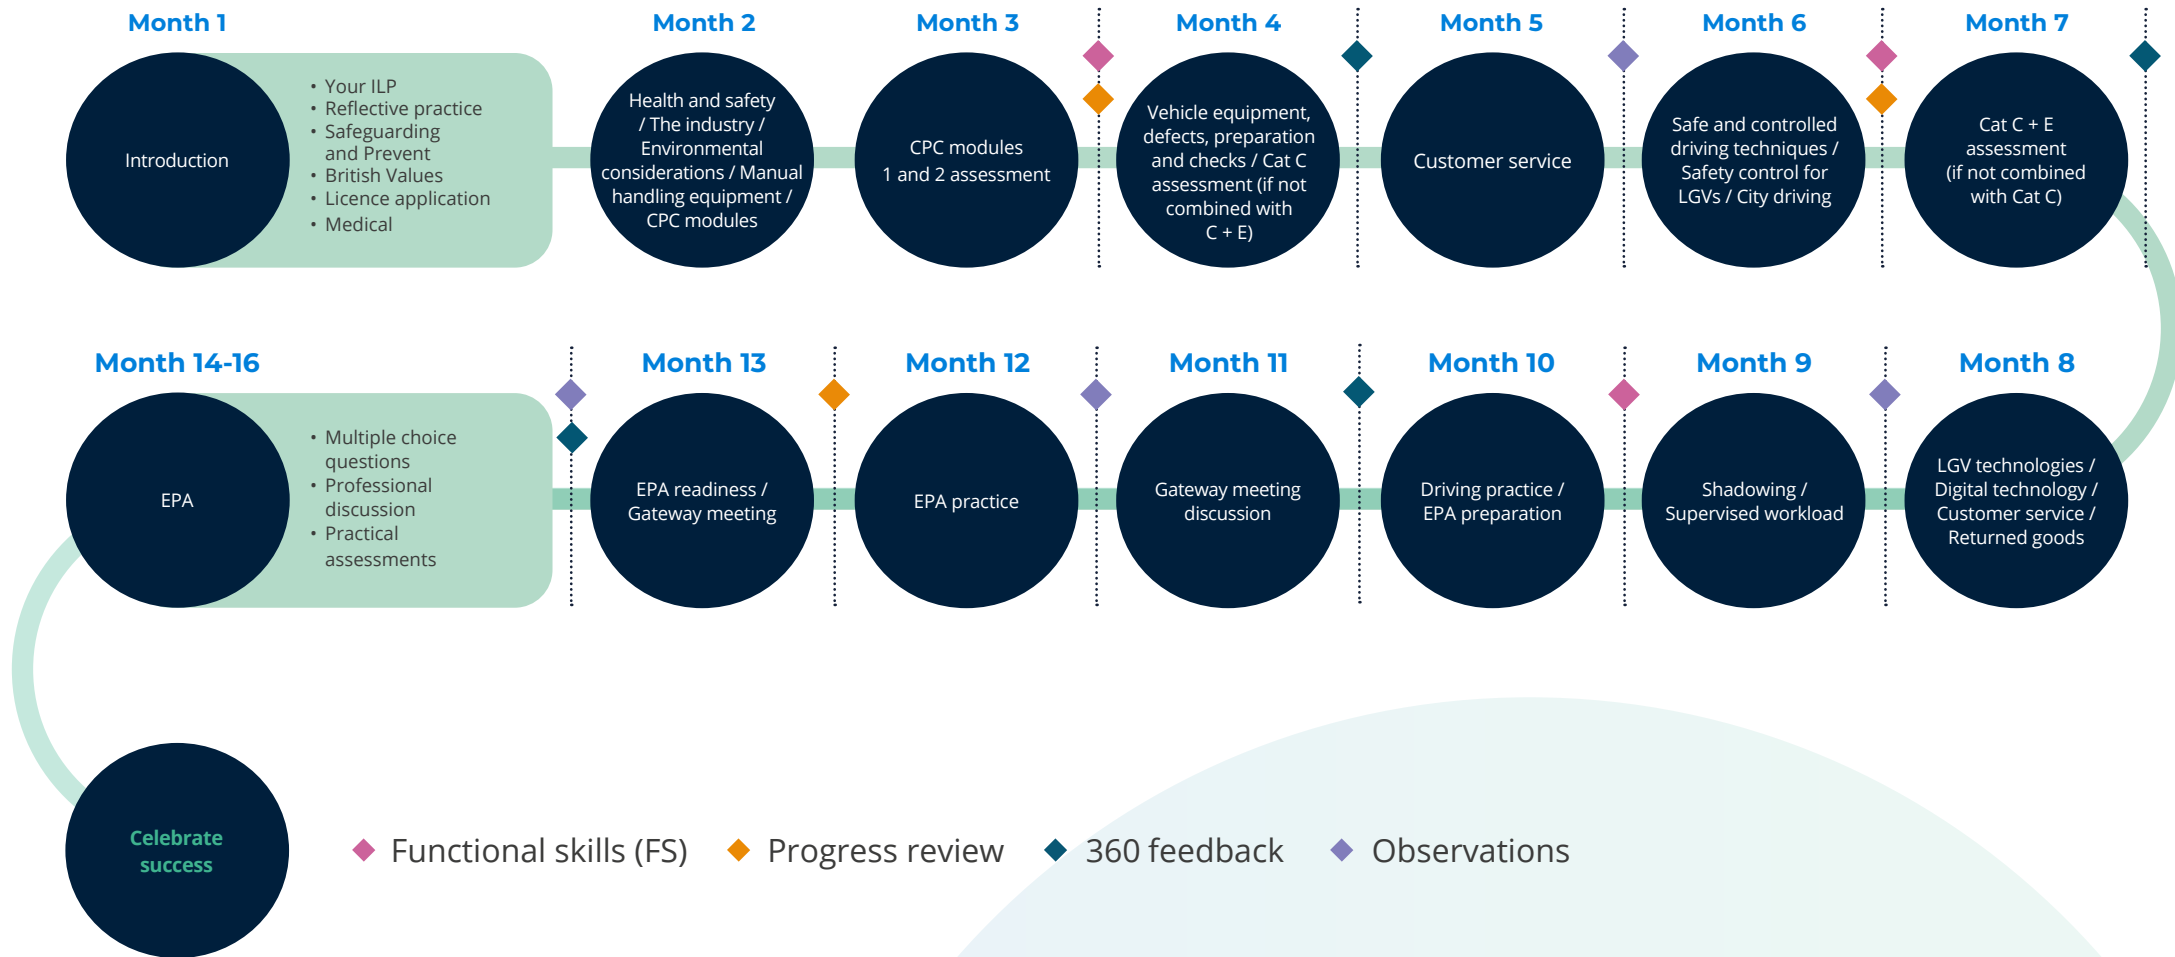 Month 1
Introduction
• Your ILP
• Reflective practice
• Safeguarding
and Prevent
• British Values
• Licence application
• Medical
Month 2
Health and safety
/ The industry /
Environmental
considerations / Manual
handling equipment /
CPC modules
Month 3
CPC modules
1 and 2 assessment
Month 4
Vehicle equipment,
defects, preparation
and checks / Cat C
assessment (if not
combined with
C + E)
Month 5
Customer service
Month 6
Safe and controlled
driving techniques /
Safety control for
LGVs / City driving
Month 7
Cat C + E
assessment
(if not combined
with Cat C)
Month 8
LGV technologies /
Digital technology /
Customer service /
Returned goods
Month 9
Shadowing /
Supervised workload
Month 10
Driving practice /
EPA preparation
Month 11
Gateway meeting
discussion
Month 12
EPA practice
Month 13
EPA readiness /
Gateway meeting
Month 14-16
EPA
• Multiple choice
questions
• Professional
discussion
• Practical
assessments
Celebrate
success
Functional skills (FS)
Progress review
360 feedback
Observations